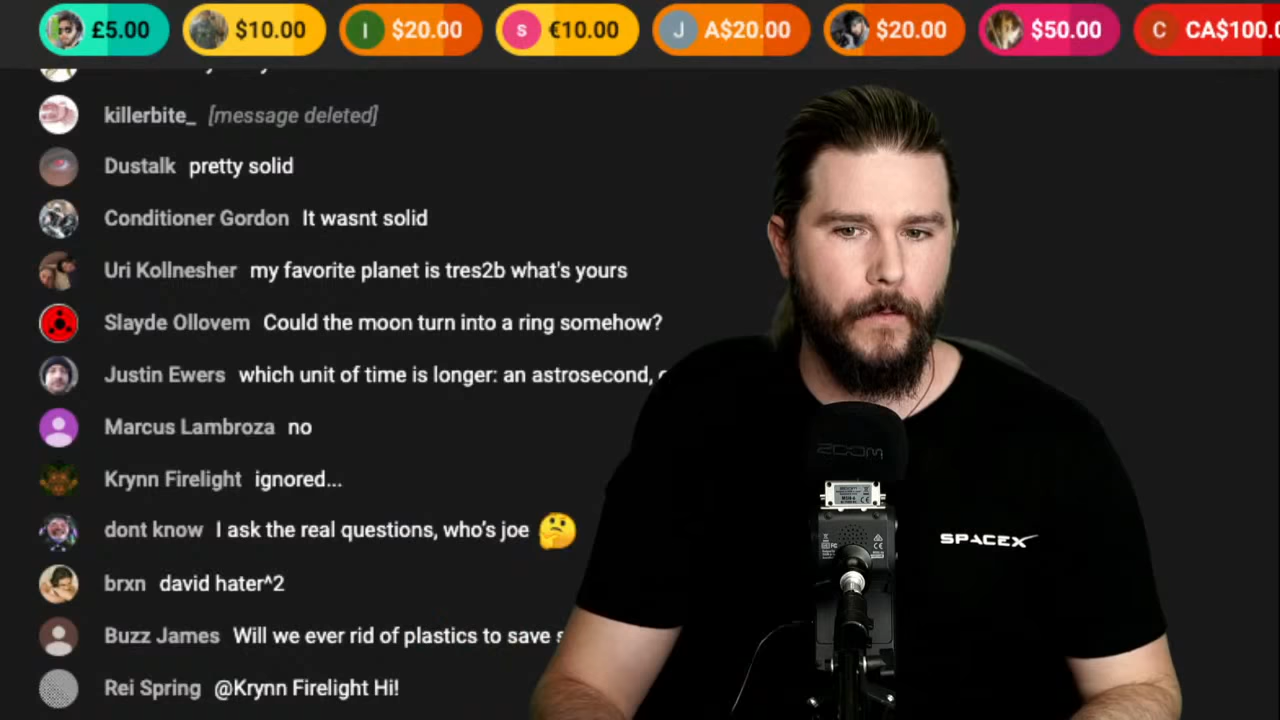 £5.00 $10.00 I $20.00 s €10.00 J A$20.00 $20.00 $50.00 C CA$100.0
killerbite_ [message deleted]
Dustalk pretty solid
Conditioner Gordon It wasnt solid
Uri Kollnesher my favorite planet is tres2b what's yours
Slayde Ollovem Could the moon turn into a ring somehow?
Justin Ewers which unit of time is longer: an astrosecond,
Marcus Lambroza no
Krynn Firelight ignored...
dont know I ask the real questions, who's joe 🤔
brxn david hater^2
Buzz James Will we ever rid of plastics to save
Rei Spring @Krynn Firelight Hi!
ZOOM
SPACEX